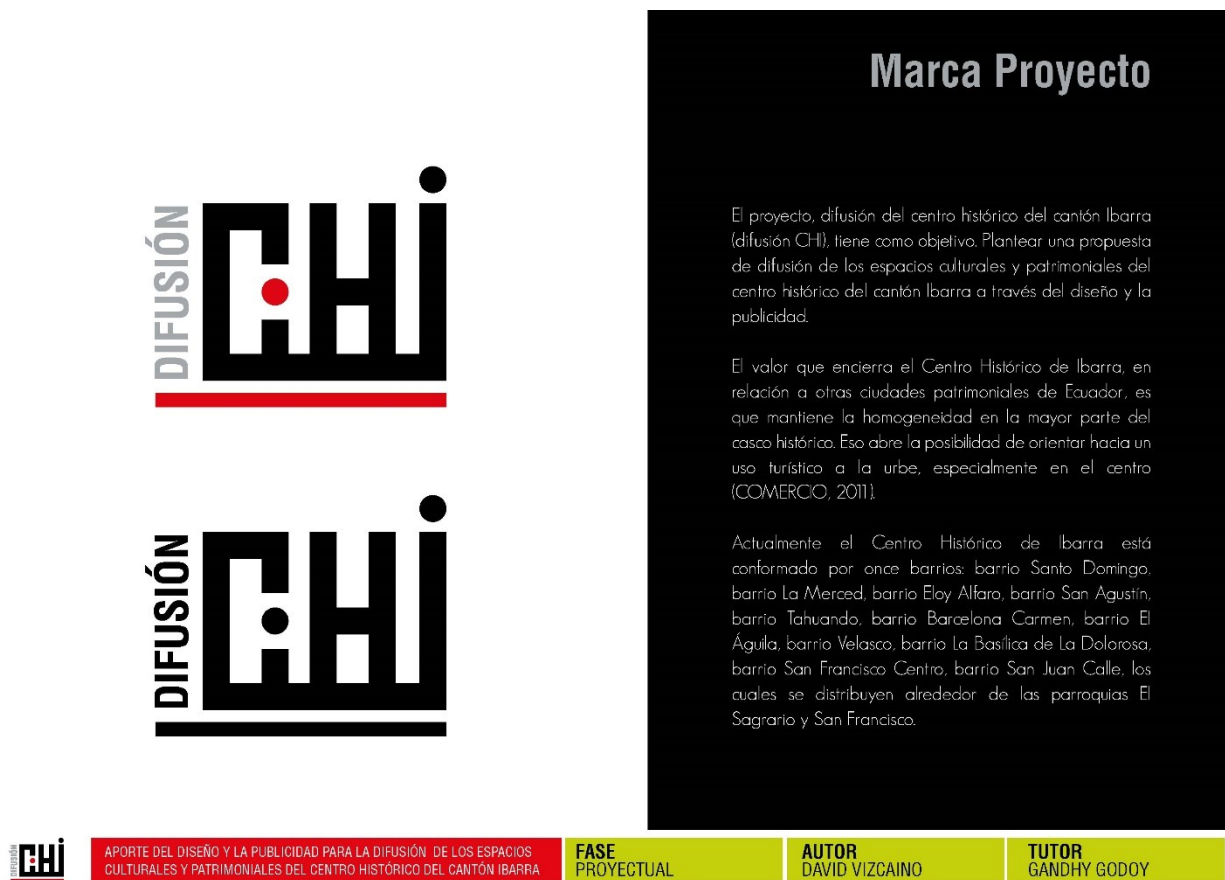 Marca Proyecto
DIFUSIÓN
CHi
El proyecto, difusión del centro histórico del cantón Ibarra
(difusión CHI), tiene como objetivo. Plantear una propuesta
de difusión de los espacios culturales y patrimoniales del
centro histórico del cantón Ibarra a través del diseño y la
publicidad.
El valor que encierra el Centro Histórico de Ibarra, en
relación a otras ciudades patrimoniales de Ecuador, es
que mantiene la homogeneidad en la mayor parte del
casco histórico. Eso abre la posibilidad de orientar hacia un
uso turístico a la urbe, especialmente en el centro
(COMERCIO, 2011).
DIFUSIÓN
CHi
Actualmente el Centro Histórico de Ibarra está
conformado por once barrios: barrio Santo Domingo,
barrio La Merced, barrio Eloy Alfaro, barrio San Agustín,
barrio Tahuando, barrio Barcelona Carmen, barrio El
Águila, barrio Velasco, barrio La Basílica de La Dolorosa,
barrio San Francisco Centro, barrio San Juan Calle, los
cuales se distribuyen alrededor de las parroquias El
Sagrario y San Francisco.
DIFUSIÓN
CHi
APORTE DEL DISEÑO Y LA PUBLICIDAD PARA LA DIFUSIÓN DE LOS ESPACIOS
CULTURALES Y PATRIMONIALES DEL CENTRO HISTÓRICO DEL CANTÓN IBARRA
FASE
PROYECTUAL
AUTOR
DAVID VIZCAINO
TUTOR
GANDHY GODOY